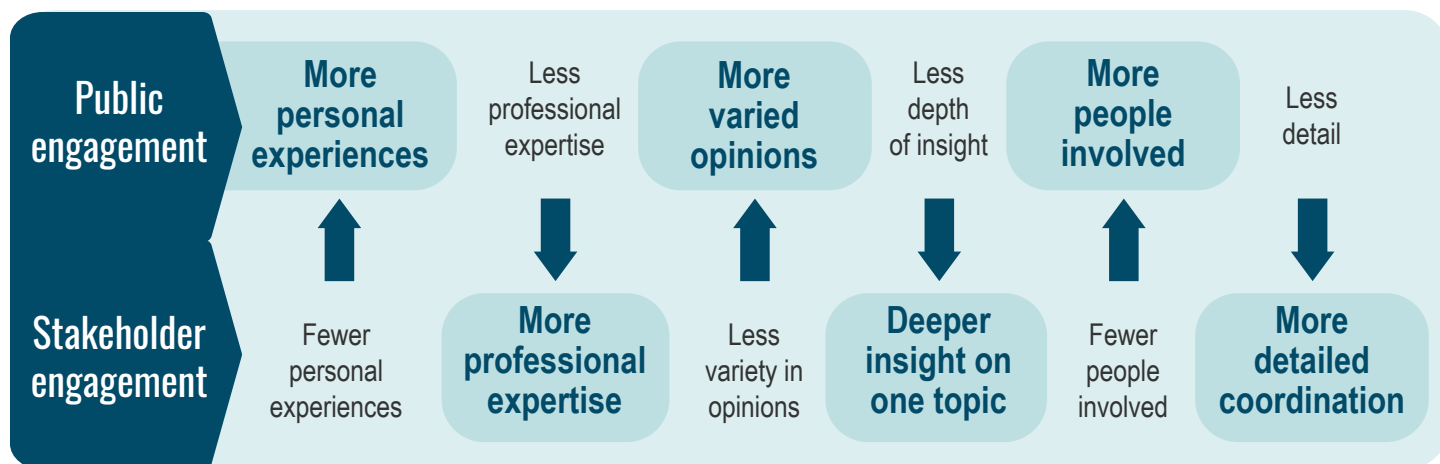 Public
engagement
More
personal
experiences
Less
professional
expertise
More
varied
opinions
Less
depth
of insight
More
people
involved
Less
detail
Stakeholder
engagement
Fewer
personal
experiences
More
professional
expertise
Less
variety in
opinions
Deeper
insight on
one topic
Fewer
people
involved
More
detailed
coordination